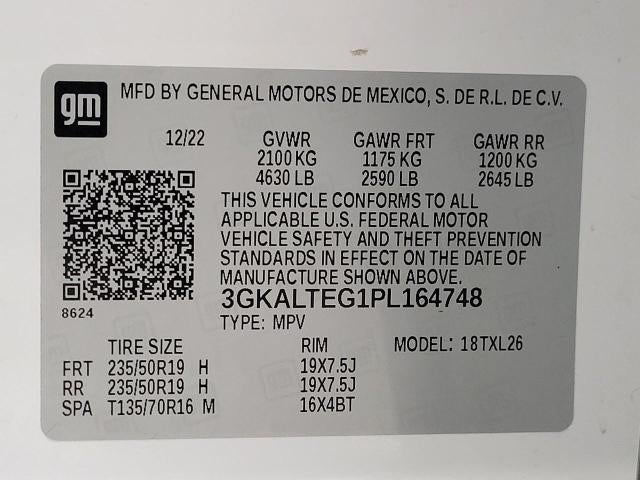 gm
MFD BY GENERAL MOTORS DE MEXICO, S. DE R.L. DE C.V.
12/22 GVWR GAWR FRT GAWR RR
2100 KG 1175 KG 1200 KG
4630 LB 2590 LB 2645 LB
THIS VEHICLE CONFORMS TO ALL
APPLICABLE U.S. FEDERAL MOTOR
VEHICLE SAFETY AND THEFT PREVENTION
STANDARDS IN EFFECT ON THE DATE OF
MANUFACTURE SHOWN ABOVE.
3GKALTEG1PL164748
8624
TYPE: MPV
TIRE SIZE RIM MODEL: 18TXL26
FRT 235/50R19 H 19X7.5J
RR 235/50R19 H 19X7.5J
SPA T135/70R16 M 16X4BT